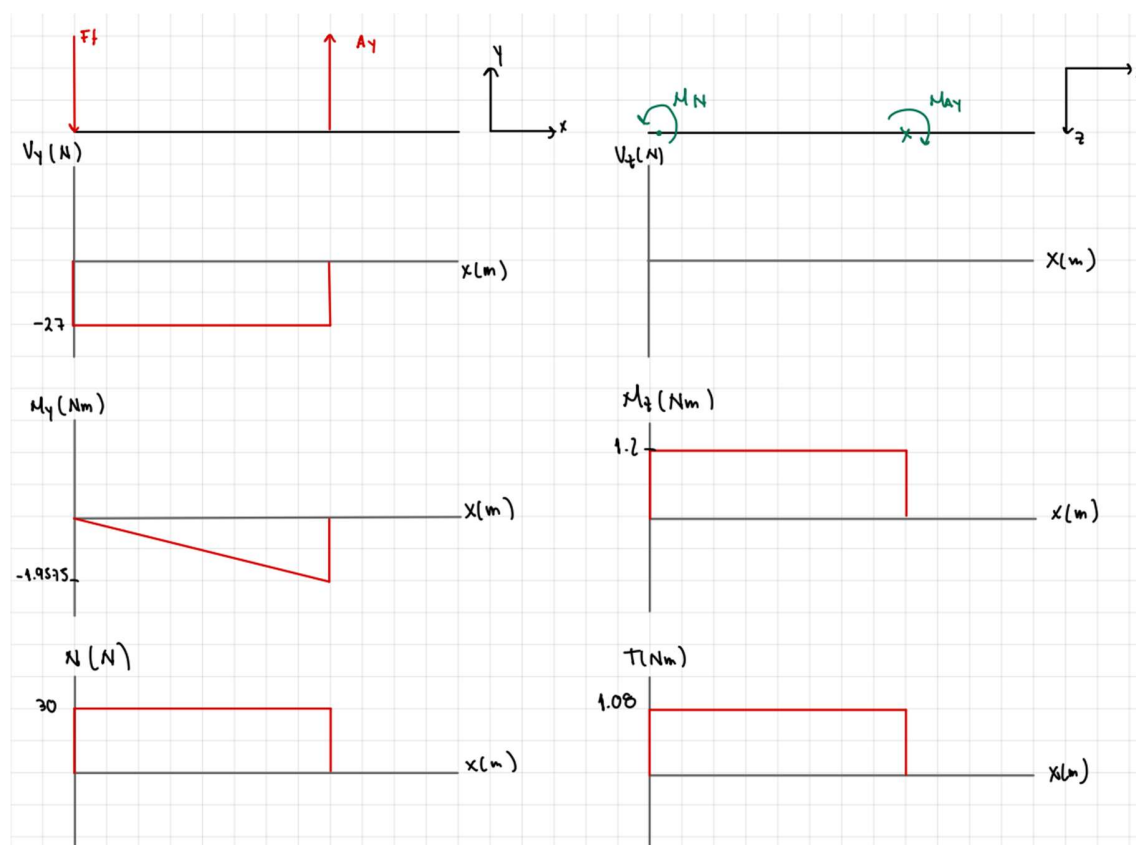 Ft
Ay
Y
x
Vy (N)
x(m)
-27
MN
MAY
z
Vz(N)
x(m)
My (Nm)
x(m)
-1.9575
Mz (Nm)
1.2
x(m)
N (N)
30
x(m)
T(Nm)
1.08
x(m)